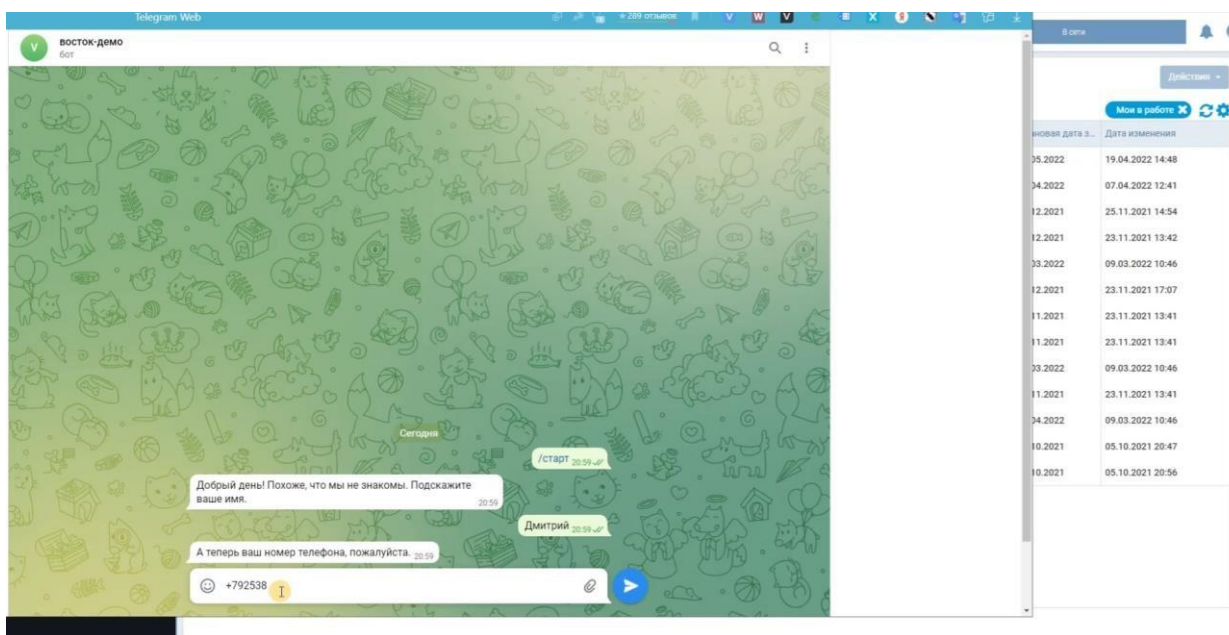 Telegram Web
★ 289 отзывов
V W V X Я
восток-демо
бот
V
В сети
Действия
Мои в работе
новая дата з... Дата изменения
05.2022 19.04.2022 14:48
04.2022 07.04.2022 12:41
12.2021 25.11.2021 14:54
12.2021 23.11.2021 13:42
03.2022 09.03.2022 10:46
12.2021 23.11.2021 17:07
11.2021 23.11.2021 13:41
11.2021 23.11.2021 13:41
03.2022 09.03.2022 10:46
11.2021 23.11.2021 13:41
04.2022 09.03.2022 10:46
10.2021 05.10.2021 20:47
10.2021 05.10.2021 20:56
Сегодня
/старт 20:59
Добрый день! Похоже, что мы не знакомы. Подскажите
ваше имя. 20:59
Дмитрий 20:59
А теперь ваш номер телефона, пожалуйста. 20:59
+792538